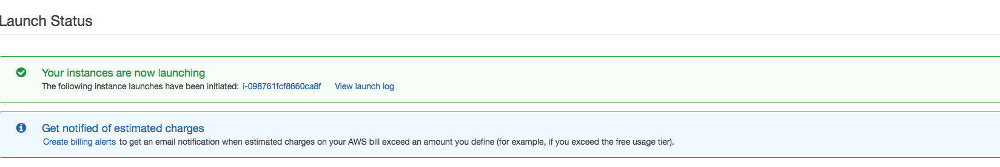 Launch Status
Your instances are now launching
The following instance launches have been initiated: i-098761fcf8660ca8f View launch log
Get notified of estimated charges
Create billing alerts to get an email notification when estimated charges on your AWS bill exceed an amount you define (for example, if you exceed the free usage tier).